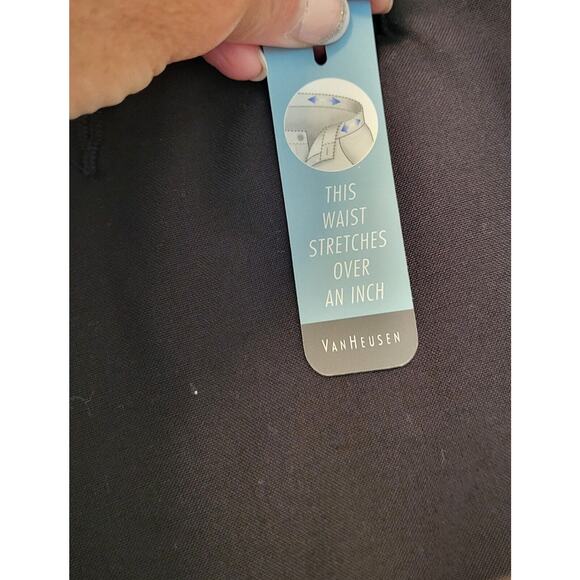 THIS
WAIST
STRETCHES
OVER
AN INCH
VANHEUSEN